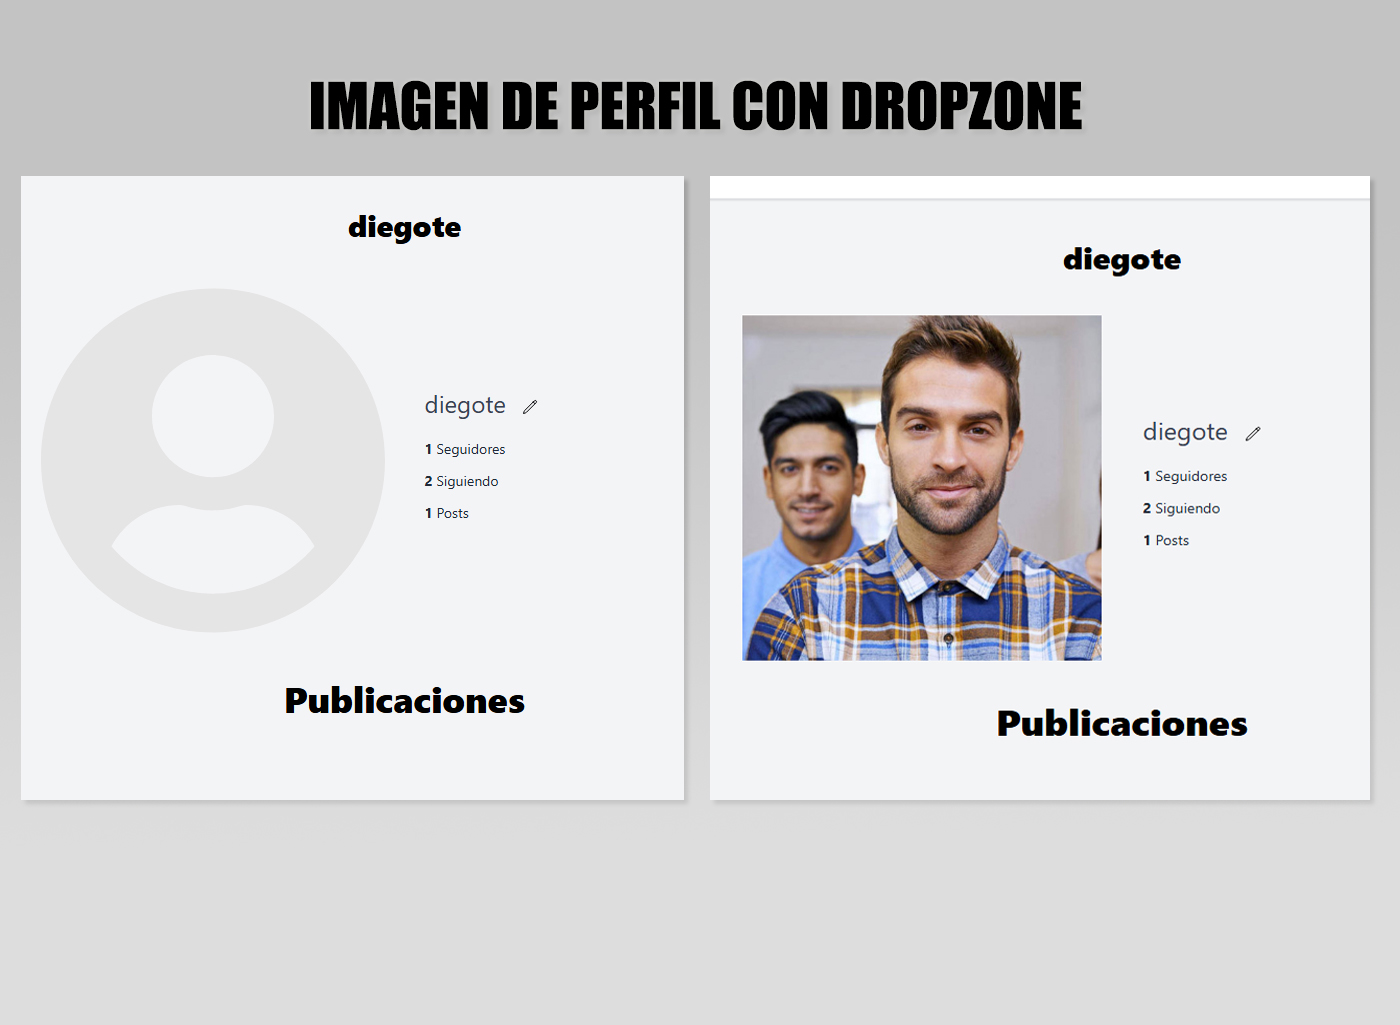 IMAGEN DE PERFIL CON DROPZONE
diegote
diegote
1 Seguidores
2 Siguiendo
1 Posts
Publicaciones
diegote
diegote
1 Seguidores
2 Siguiendo
1 Posts
Publicaciones